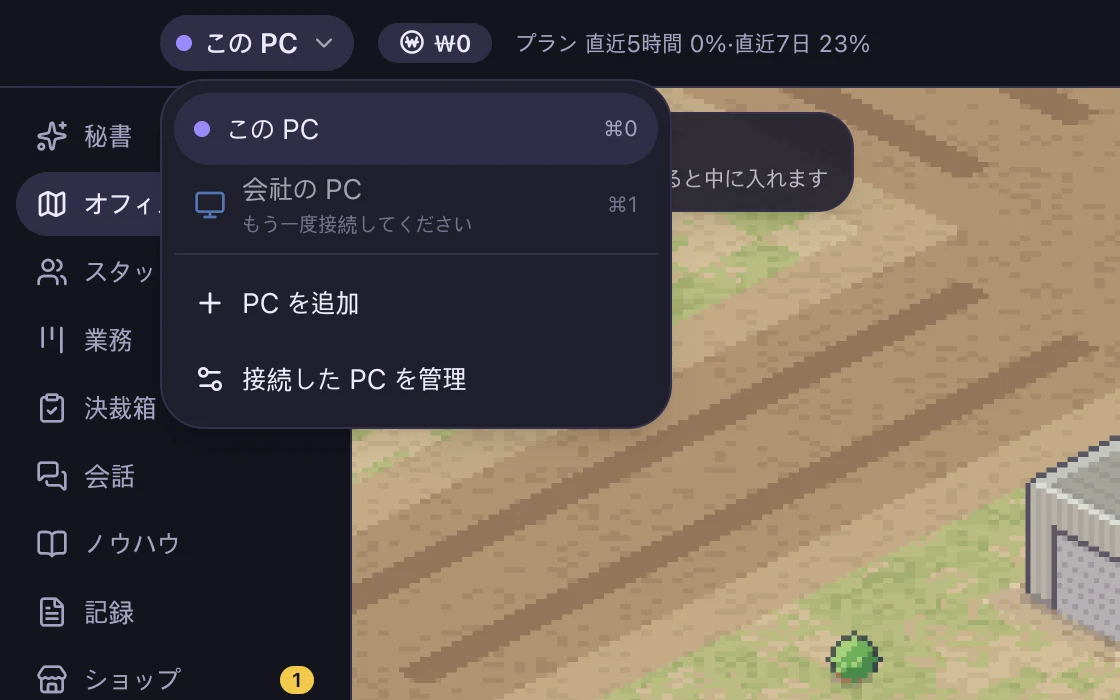 この PC
₩0
プラン 直近5時間 0%·直近7日 23%
この PC ⌘0
会社の PC ⌘1
もう一度接続してください
PC を追加
接続した PC を管理
ると中に入れます
秘書
オフィ
スタッ
業務
決裁箱
会話
ノウハウ
記録
ショップ 1